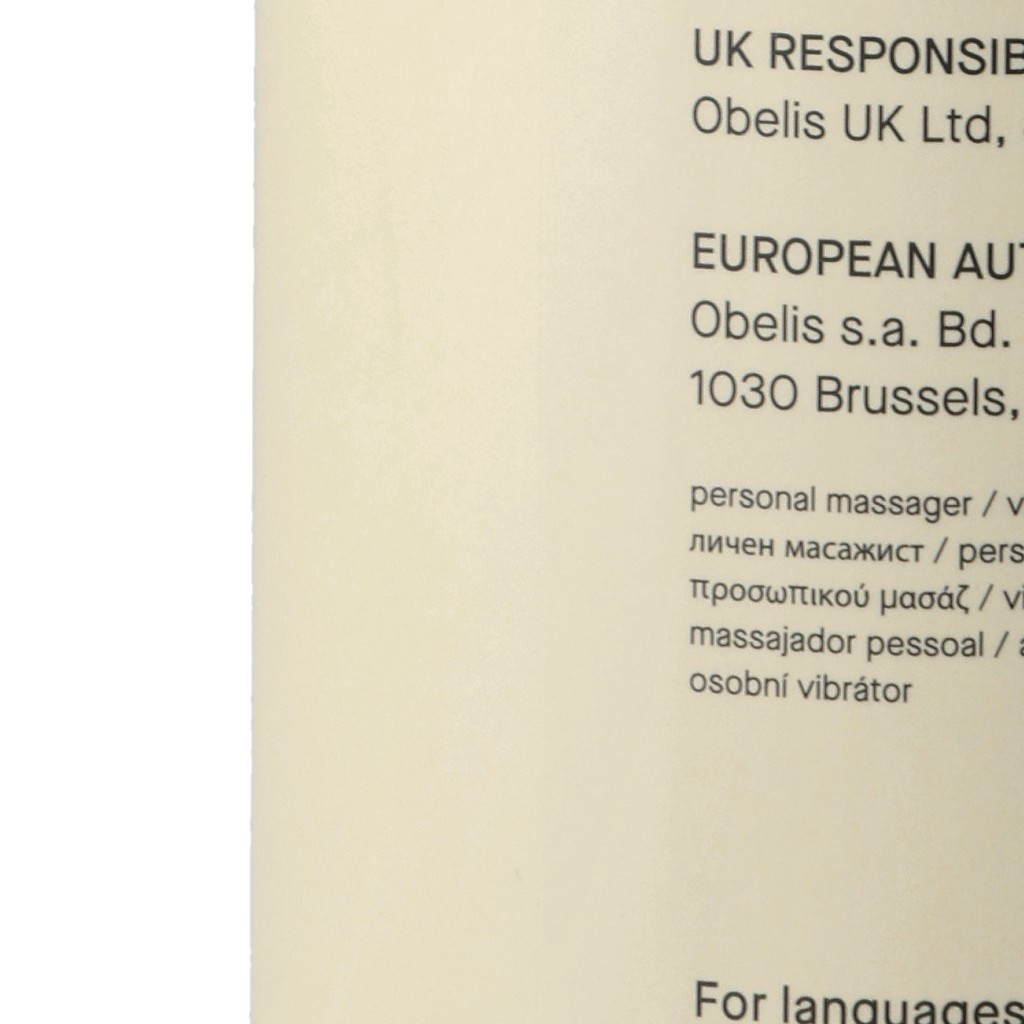 UK RESPONSIB
Obelis UK Ltd,
EUROPEAN AUT
Obelis s.a. Bd.
1030 Brussels,
personal massager / v
личен масажист / pers
προσωπικού μασάζ / vi
massajador pessoal / a
osobní vibrátor
For languages